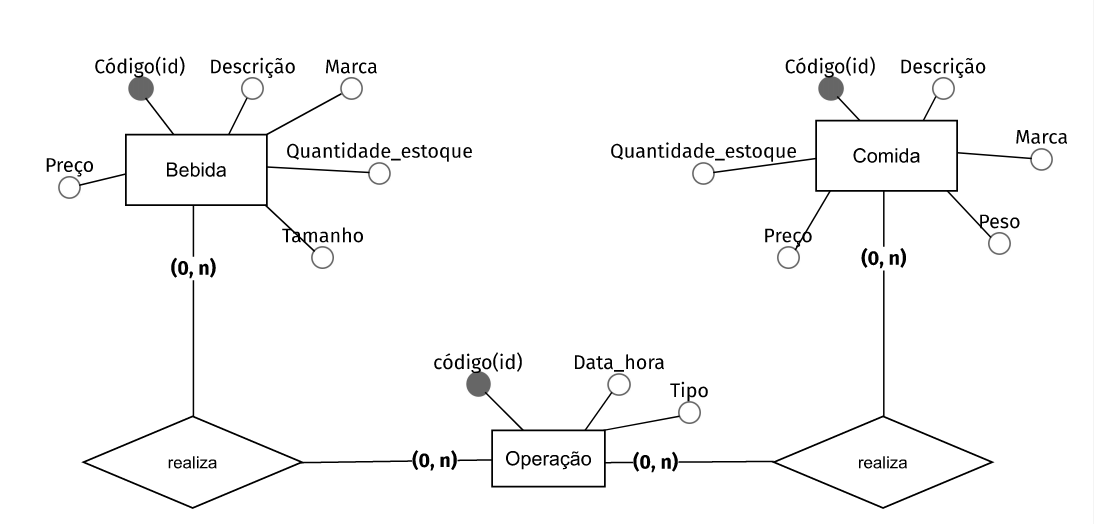 Código(id)
Descrição
Marca
Quantidade_estoque
Preço
Bebida
Tamanho
(0, n)
Código(id)
Descrição
Marca
Quantidade_estoque
Comida
Preço
Peso
(0, n)
código(id)
Data_hora
Tipo
realiza
(0, n)
Operação
(0, n)
realiza